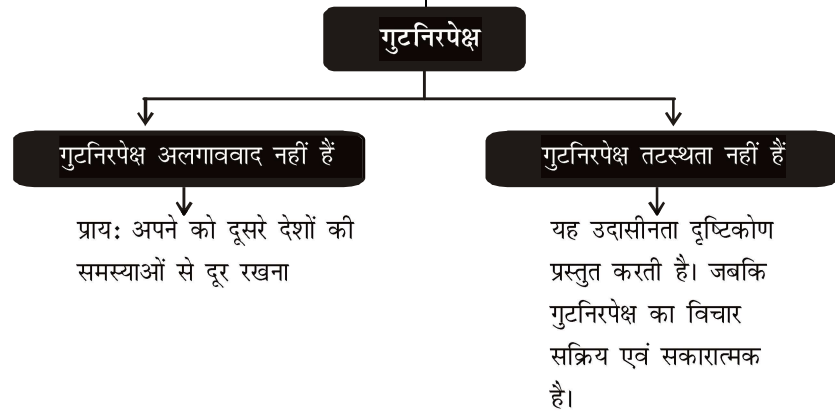 गुटनिरपेक्ष
गुटनिरपेक्ष अलगाववाद नहीं हैं
प्राय: अपने को दूसरे देशों की
समस्याओं से दूर रखना
गुटनिरपेक्ष तटस्थता नहीं हैं
यह उदासीनता दृष्टिकोण
प्रस्तुत करती है। जबकि
गुटनिरपेक्ष का विचार
सक्रिय एवं सकारात्मक
है।